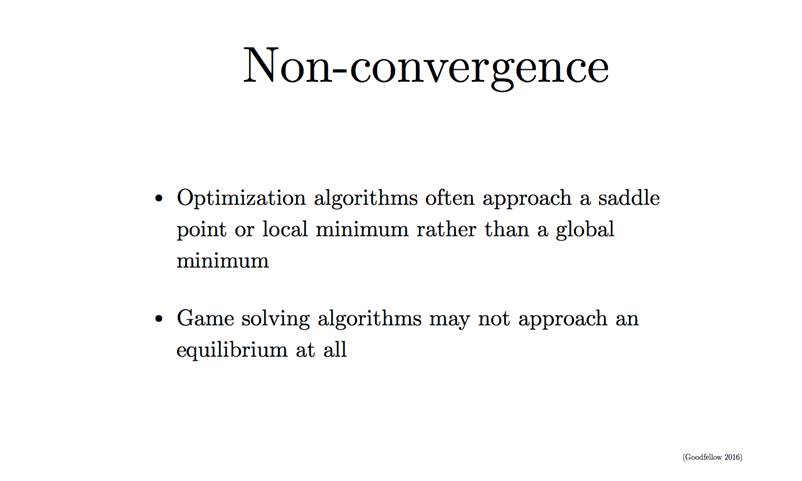 Non-convergence
• Optimization algorithms often approach a saddle
point or local minimum rather than a global
minimum
• Game solving algorithms may not approach an
equilibrium at all
(Goodfellow 2016)